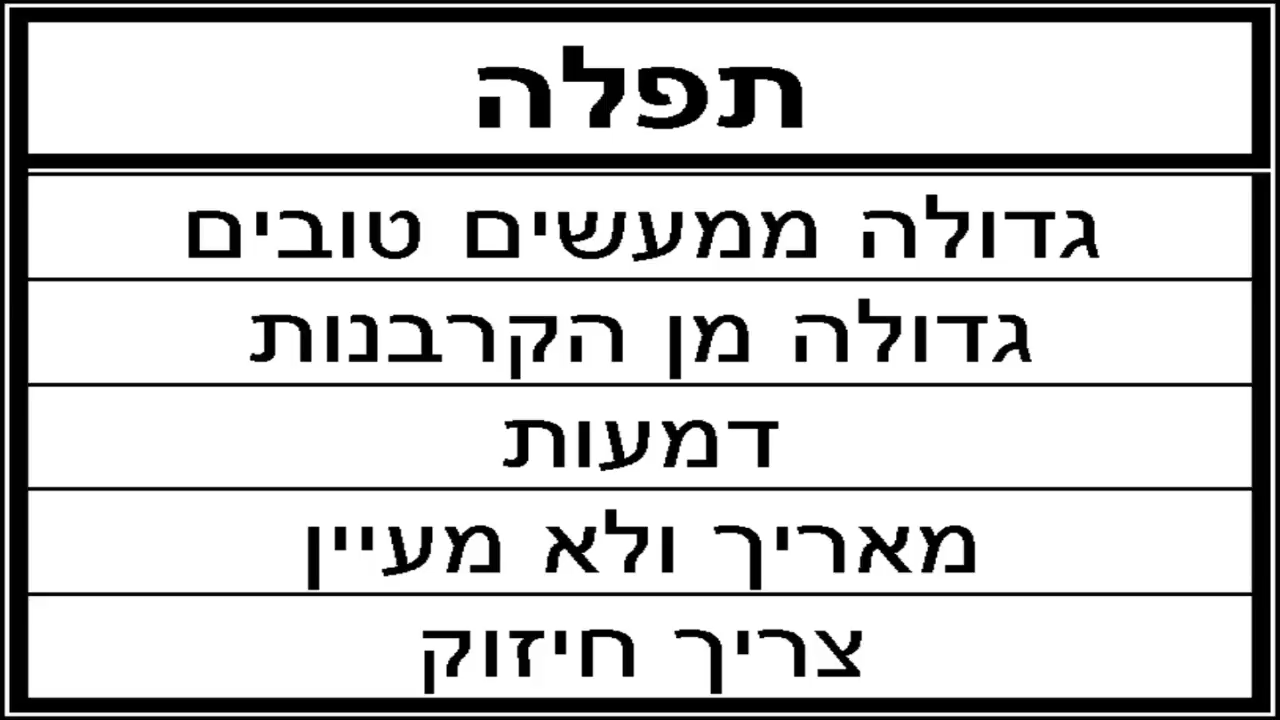 תפלה
גדולה ממעשים טובים
גדולה מן הקרבנות
דמעות
מאריך ולא מעיין
צריך חיזוק